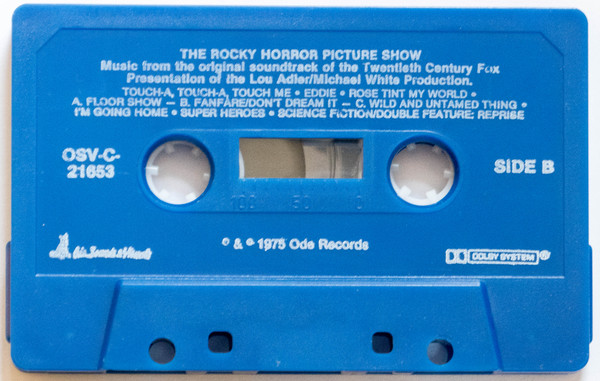 THE ROCKY HORROR PICTURE SHOW
Music from the original soundtrack of the Twentieth Century Fox
Presentation of the Lou Adler/Michael White Production.
TOUCH-A, TOUCH-A, TOUCH ME • EDDIE • ROSE TINT MY WORLD •
A. FLOOR SHOW — B. FANFARE/DON'T DREAM IT — C. WILD AND UNTAMED THING •
I'M GOING HOME • SUPER HEROES • SCIENCE FICTION/DOUBLE FEATURE: REPRISE
OSV-C-
21653
SIDE B
100 50 0
℗ & © 1975 Ode Records
Ode Sounds & Visuals
DOLBY SYSTEM®